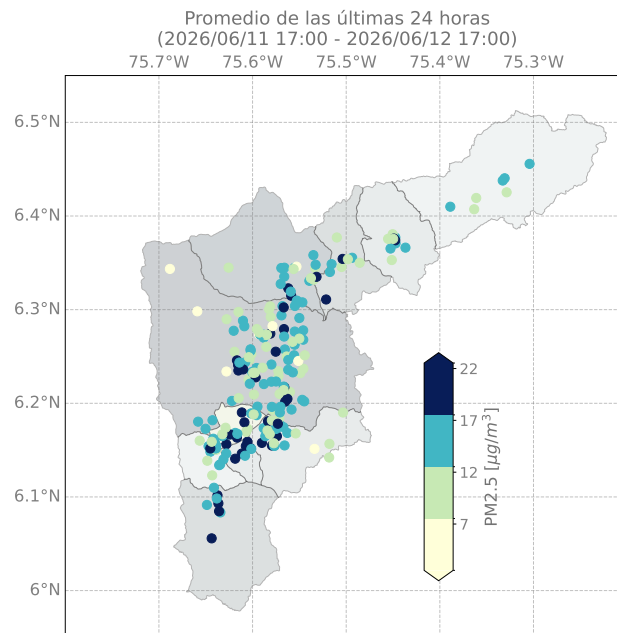 Promedio de las últimas 24 horas
(2026/06/11 17:00 - 2026/06/12 17:00)
75.7°W 75.6°W 75.5°W 75.4°W 75.3°W
6.5°N
6.4°N
6.3°N
6.2°N
6.1°N
6°N
22
17
12
7
PM2.5 [μg/m³]